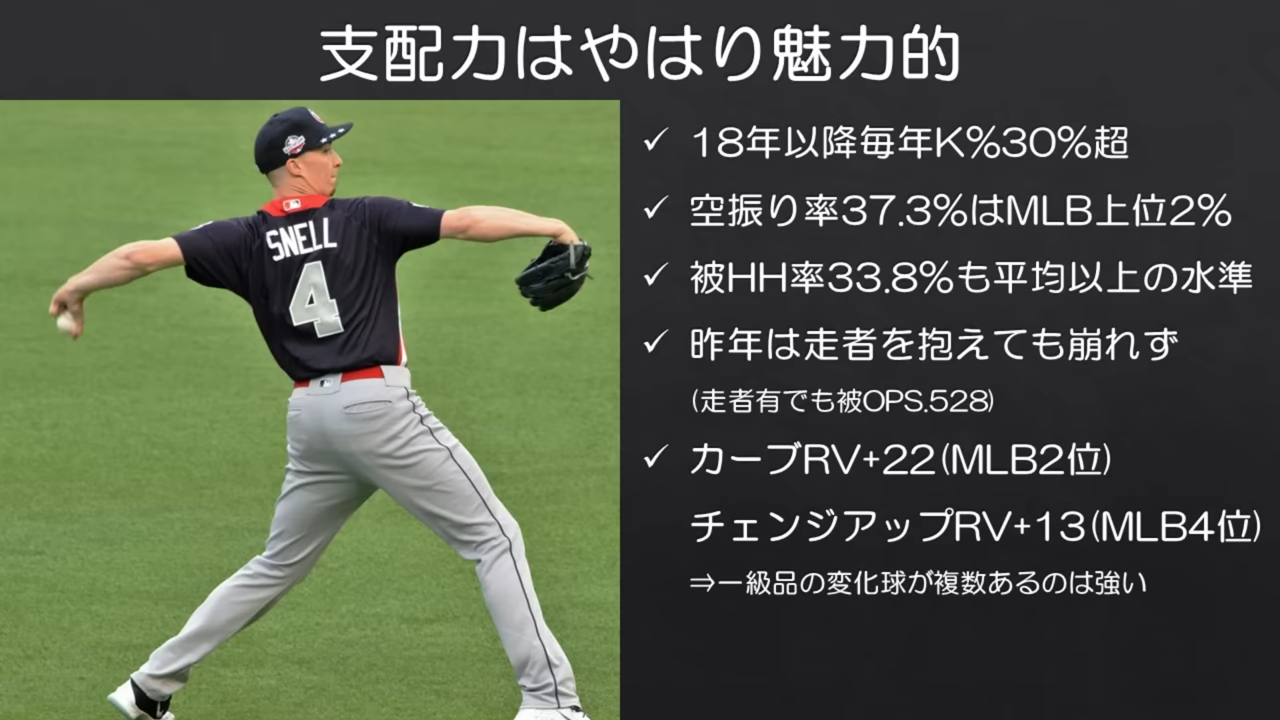 支配力はやはり魅力的
SNELL
4
✓ 18年以降毎年K%30%超
✓ 空振り率37.3%はMLB上位2%
✓ 被HH率33.8%も平均以上の水準
✓ 昨年は走者を抱えても崩れず
(走者有でも被OPS.528)
✓ カーブRV+22(MLB2位)
チェンジアップRV+13(MLB4位)
⇒一級品の変化球が複数あるのは強い